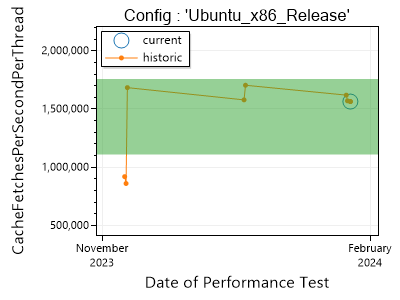 Config : 'Ubuntu_x86_Release'
CacheFetchesPerSecondPerThread
current
historic
2,000,000
1,500,000
1,000,000
500,000
November
2023
February
2024
Date of Performance Test